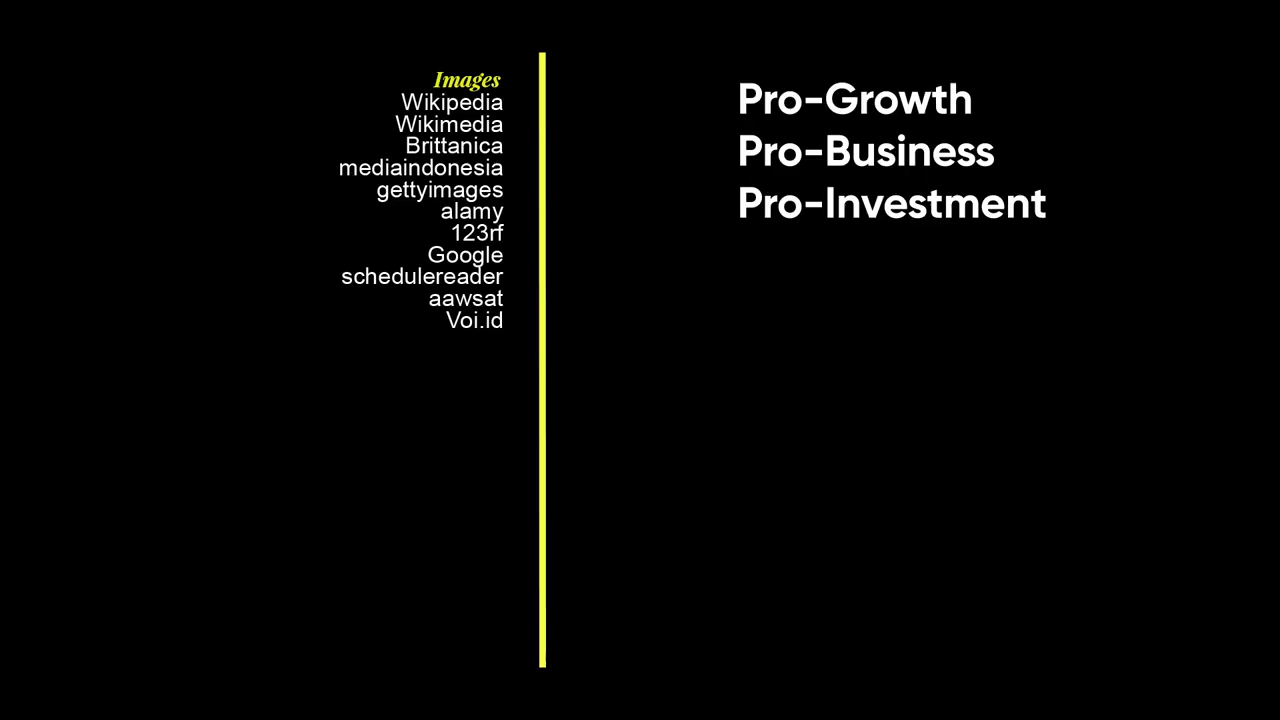 Images
Wikipedia
Wikimedia
Brittanica
mediaindonesia
gettyimages
alamy
123rf
Google
schedulereader
aawsat
Voi.id
Pro-Growth
Pro-Business
Pro-Investment